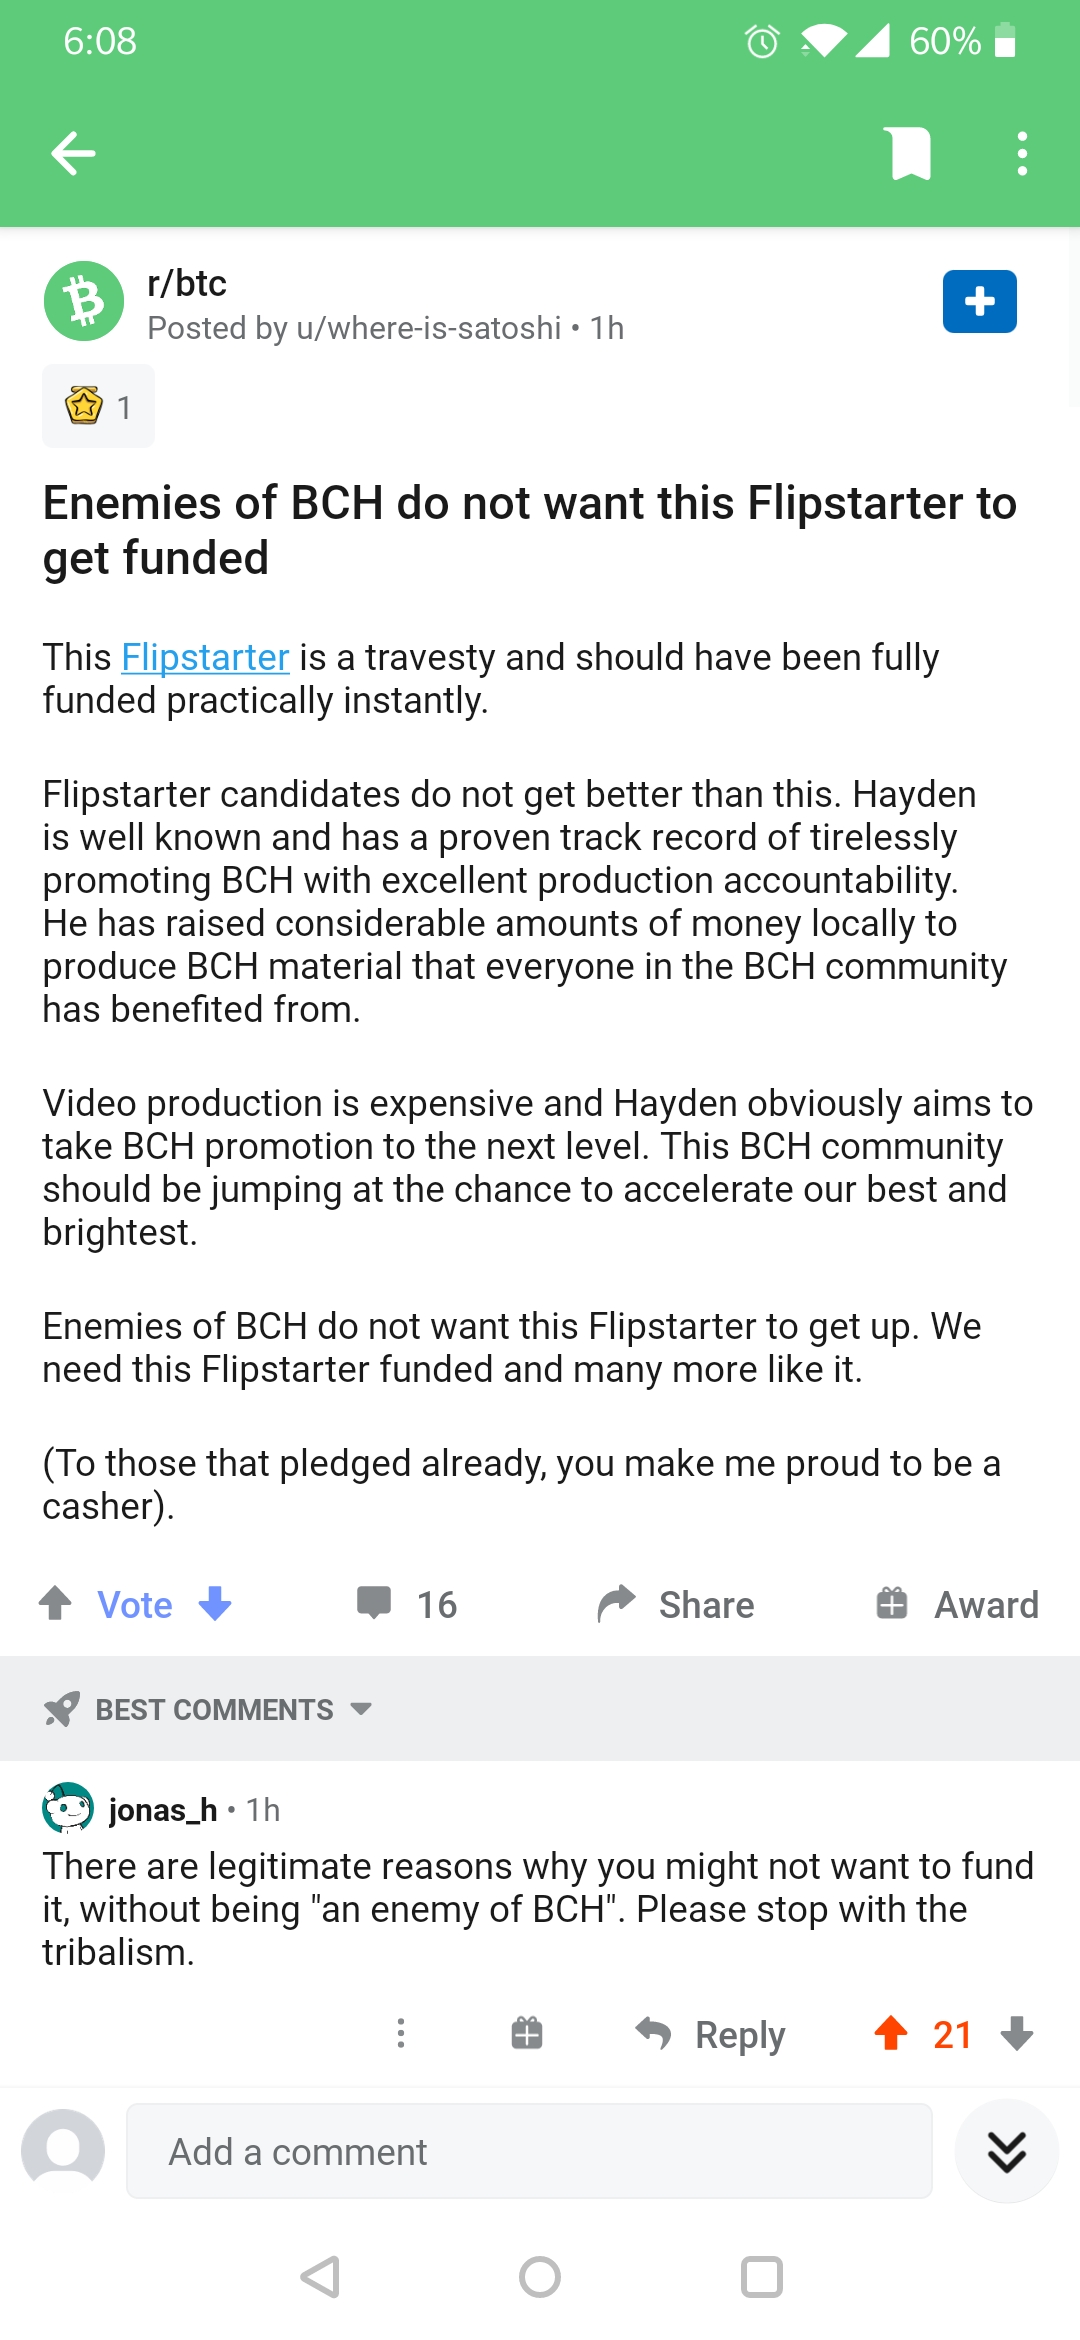 6:08
60%
r/btc
Posted by u/where-is-satoshi • 1h
1
Enemies of BCH do not want this Flipstarter to
get funded
This Flipstarter is a travesty and should have been fully
funded practically instantly.
Flipstarter candidates do not get better than this. Hayden
is well known and has a proven track record of tirelessly
promoting BCH with excellent production accountability.
He has raised considerable amounts of money locally to
produce BCH material that everyone in the BCH community
has benefited from.
Video production is expensive and Hayden obviously aims to
take BCH promotion to the next level. This BCH community
should be jumping at the chance to accelerate our best and
brightest.
Enemies of BCH do not want this Flipstarter to get up. We
need this Flipstarter funded and many more like it.
(To those that pledged already, you make me proud to be a
casher).
Vote 16 Share Award
BEST COMMENTS
jonas_h • 1h
There are legitimate reasons why you might not want to fund
it, without being "an enemy of BCH". Please stop with the
tribalism.
Reply 21
Add a comment